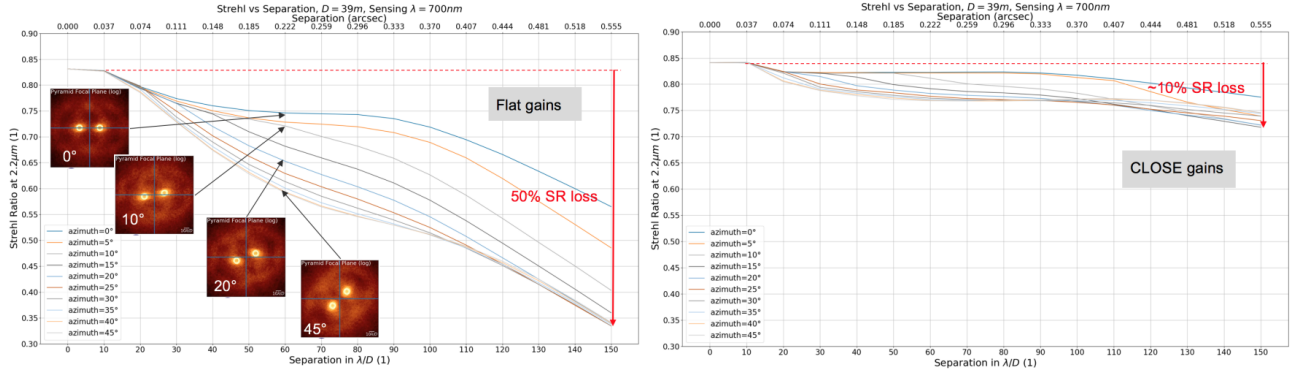 Strehl vs Separation, D = 39m, Sensing λ = 700nm
Separation (arcsec)
0.000 0.037 0.074 0.111 0.148 0.185 0.222 0.259 0.296 0.333 0.370 0.407 0.444 0.481 0.518 0.555
0.90
0.85
0.80
0.75
0.70
0.65
0.60
0.55
0.50
0.45
0.40
0.35
0.30
Strehl Ratio at 2.2μm (1)
Flat gains
50% SR loss
Pyramid Focal Plane (log)
0°
Pyramid Focal Plane (log)
10°
Pyramid Focal Plane (log)
20°
Pyramid Focal Plane (log)
45°
azimuth=0°
azimuth=5°
azimuth=10°
azimuth=15°
azimuth=20°
azimuth=25°
azimuth=30°
azimuth=35°
azimuth=40°
azimuth=45°
0 10 20 30 40 50 60 70 80 90 100 110 120 130 140 150
Separation in λ/D (1)
Strehl vs Separation, D = 39m, Sensing λ = 700nm
Separation (arcsec)
0.000 0.037 0.074 0.111 0.148 0.185 0.222 0.259 0.296 0.333 0.370 0.407 0.444 0.481 0.518 0.555
0.90
0.85
0.80
0.75
0.70
0.65
0.60
0.55
0.50
0.45
0.40
0.35
0.30
Strehl Ratio at 2.2μm (1)
~10% SR loss
CLOSE gains
azimuth=0°
azimuth=5°
azimuth=10°
azimuth=15°
azimuth=20°
azimuth=25°
azimuth=30°
azimuth=35°
azimuth=40°
azimuth=45°
0 10 20 30 40 50 60 70 80 90 100 110 120 130 140 150
Separation in λ/D (1)